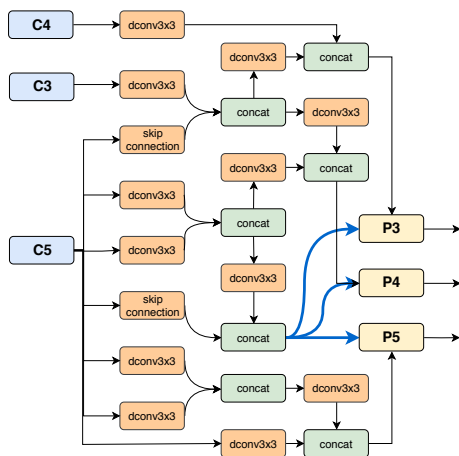 C4
dconv3x3
dconv3x3
concat
C3
dconv3x3
concat
dconv3x3
skip
connection
dconv3x3
concat
dconv3x3
concat
P3
C5
dconv3x3
dconv3x3
P4
skip
connection
concat
P5
dconv3x3
concat
dconv3x3
dconv3x3
dconv3x3
concat